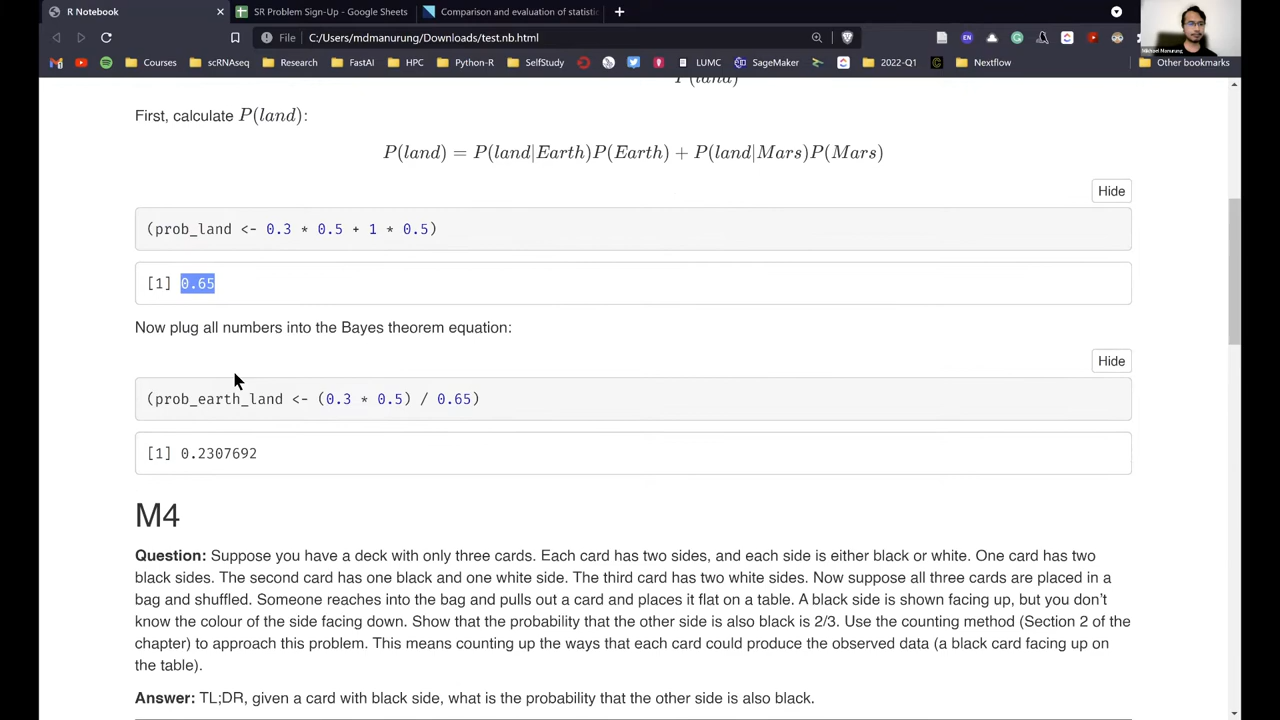 R Notebook
SR Problem Sign-Up - Google Sheets
Comparison and evaluation of statistic
File C:/Users/mdmanurung/Downloads/test.nb.html
Courses scRNAseq Research FastAI HPC Learn-R SelfStudy LUMC SageMaker 2022-Q1 Nextflow Other bookmarks
Mikhael Manurung
P(land)
First, calculate P(land):
P(land) = P(land|Earth)P(Earth) + P(land|Mars)P(Mars)
Hide
(prob_land <- 0.3 * 0.5 + 1 * 0.5)
[1] 0.65
Now plug all numbers into the Bayes theorem equation:
Hide
(prob_earth_land <- (0.3 * 0.5) / 0.65)
[1] 0.2307692
M4
Question: Suppose you have a deck with only three cards. Each card has two sides, and each side is either black or white. One card has two
black sides. The second card has one black and one white side. The third card has two white sides. Now suppose all three cards are placed in a
bag and shuffled. Someone reaches into the bag and pulls out a card and places it flat on a table. A black side is shown facing up, but you don't
know the colour of the side facing down. Show that the probability that the other side is also black is 2/3. Use the counting method (Section 2 of the
chapter) to approach this problem. This means counting up the ways that each card could produce the observed data (a black card facing up on
the table).
Answer: TL;DR, given a card with black side, what is the probability that the other side is also black.